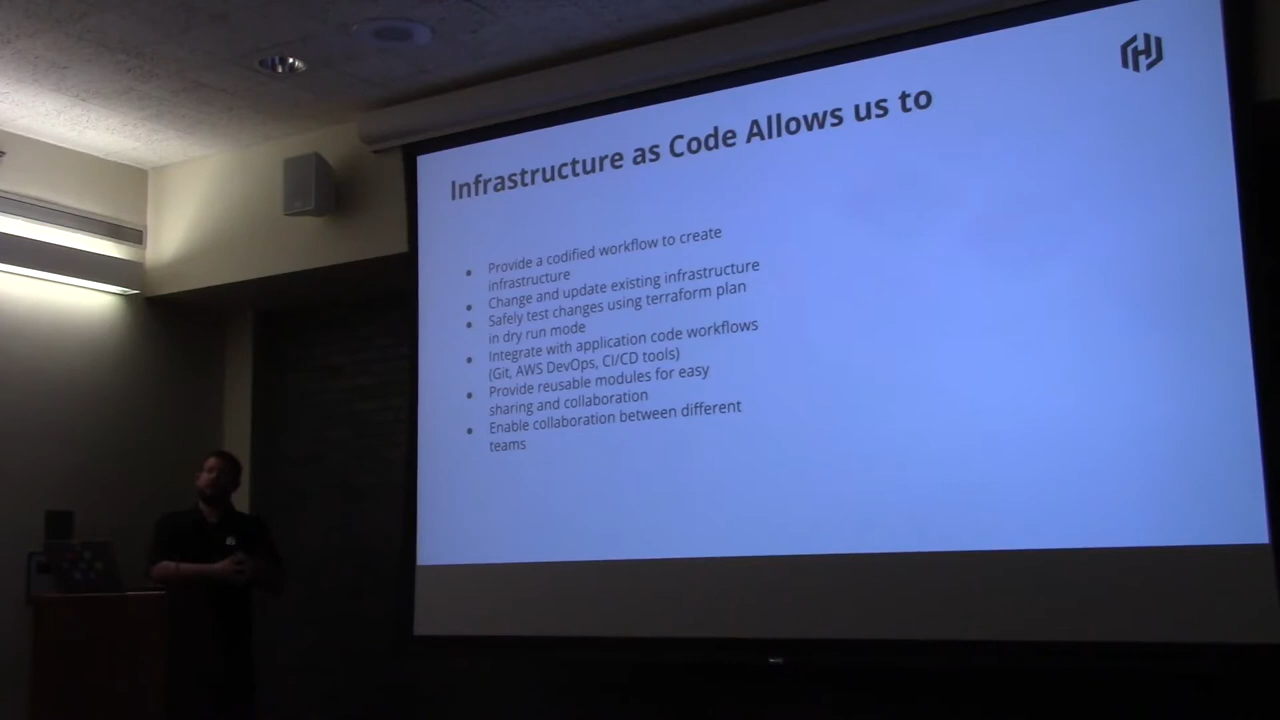 Infrastructure as Code Allows us to
Provide a codified workflow to create
infrastructure
Change and update existing infrastructure
Safely test changes using terraform plan
in dry run mode
Integrate with application code workflows
(Git, AWS DevOps, CI/CD tools)
Provide reusable modules for easy
sharing and collaboration
Enable collaboration between different
teams